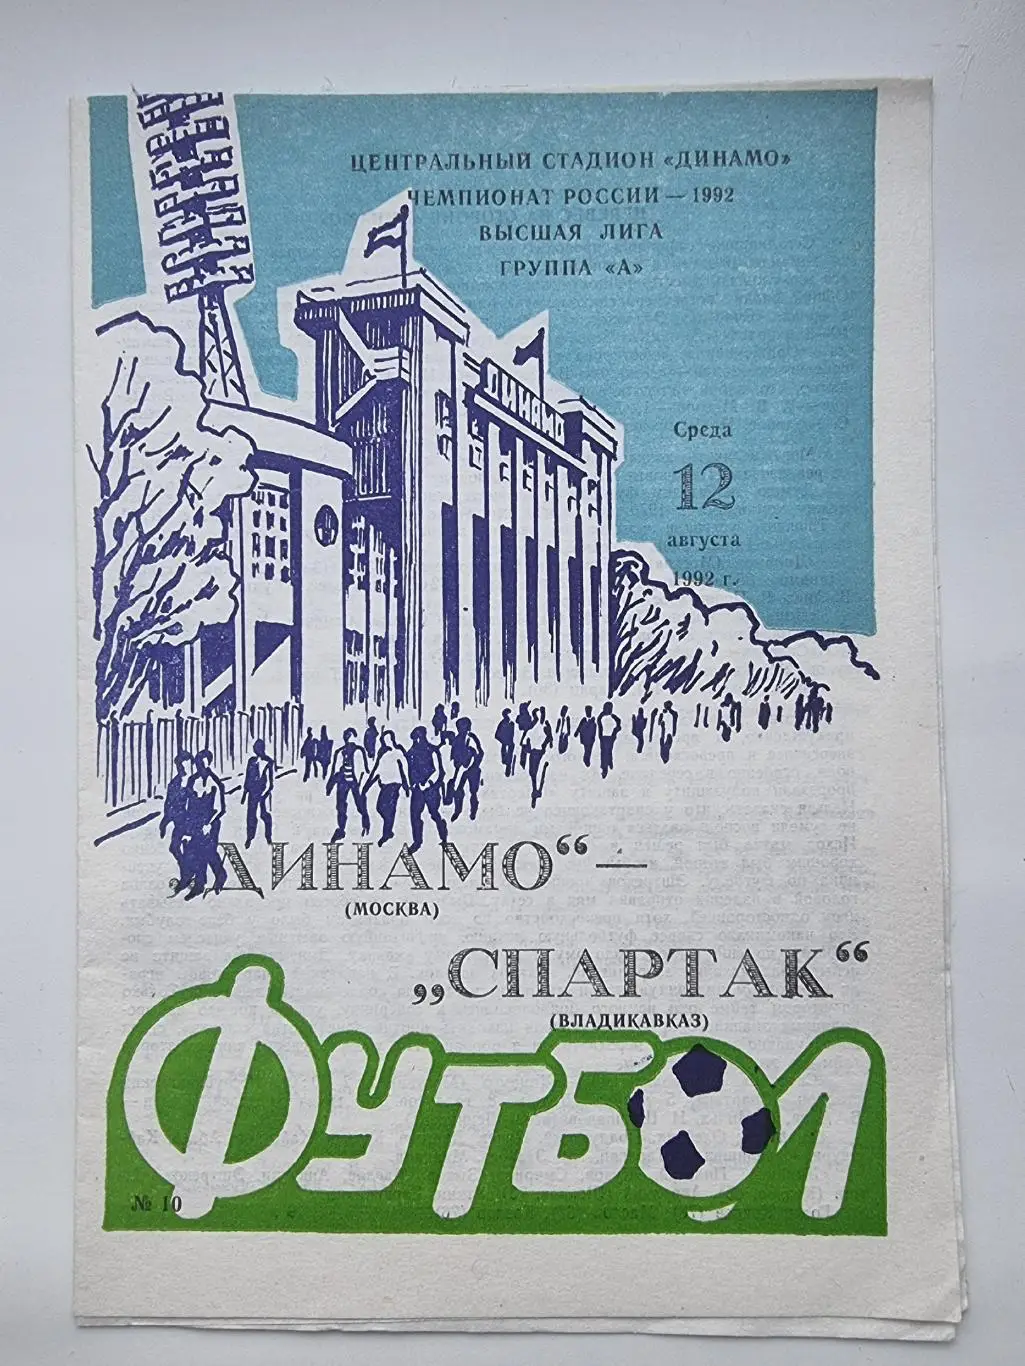 ЦЕНТРАЛЬНЫЙ СТАДИОН «ДИНАМО»
ЧЕМПИОНАТ РОССИИ — 1992
ВЫСШАЯ ЛИГА
ГРУППА «А»
ДИНАМО
Среда
12
августа
1992 г.
„ДИНАМО“ —
(МОСКВА)
„СПАРТАК“
(ВЛАДИКАВКАЗ)
ФУТБОЛ
№ 10